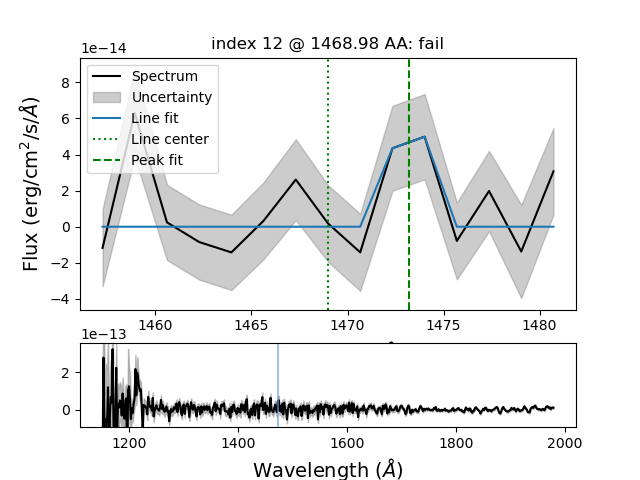 index 12 @ 1468.98 AA: fail
1e−14
Spectrum
Uncertainty
Line fit
Line center
Peak fit
Flux (erg/cm²/s/Å)
8
6
4
2
0
−2
−4
1460 1465 1470 1475 1480
1e−13
2
0
1200 1400 1600 1800 2000
Wavelength (Å)